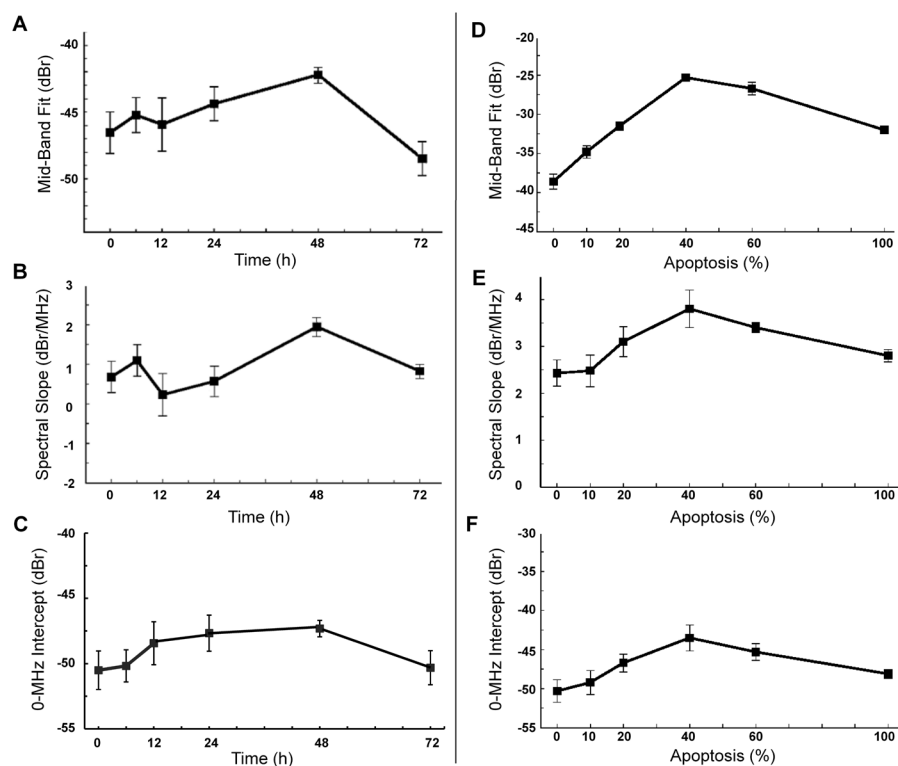 A
Mid-Band Fit (dBr)
-40
-45
-50
0 12 24 48 72
Time (h)
B
Spectral Slope (dBr/MHz)
3
2
1
0
-1
-2
0 12 24 48 72
Time (h)
C
0-MHz Intercept (dBr)
-40
-47
-50
-55
0 12 24 48 72
Time (h)
D
Mid-Band Fit (dBr)
-20
-25
-30
-35
-40
-45
0 10 20 40 60 100
Apoptosis (%)
E
Spectral Slope (dBr/MHz)
4
3
2
1
0
0 10 20 40 60 100
Apoptosis (%)
F
0-MHz Intercept (dBr)
-30
-35
-40
-45
-50
-55
0 10 20 40 60 100
Apoptosis (%)